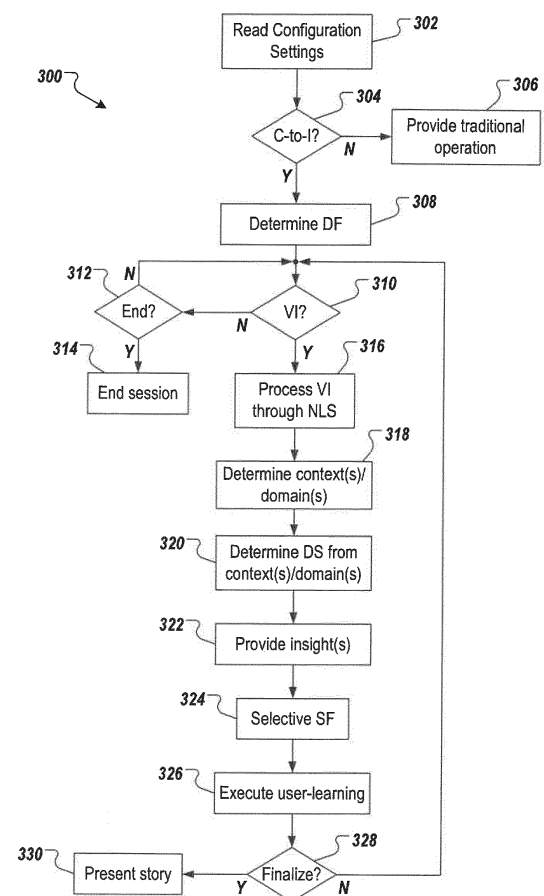 302
Read Configuration
Settings
300
304
C-to-I?
N
306
Provide traditional
operation
Y
308
Determine DF
312
N
End?
310
VI?
N
Y
Y
314
End session
316
Process VI
through NLS
318
Determine context(s)/
domain(s)
320
Determine DS from
context(s)/domain(s)
322
Provide insight(s)
324
Selective SF
326
Execute user-learning
328
Finalize?
Y
N
330
Present story